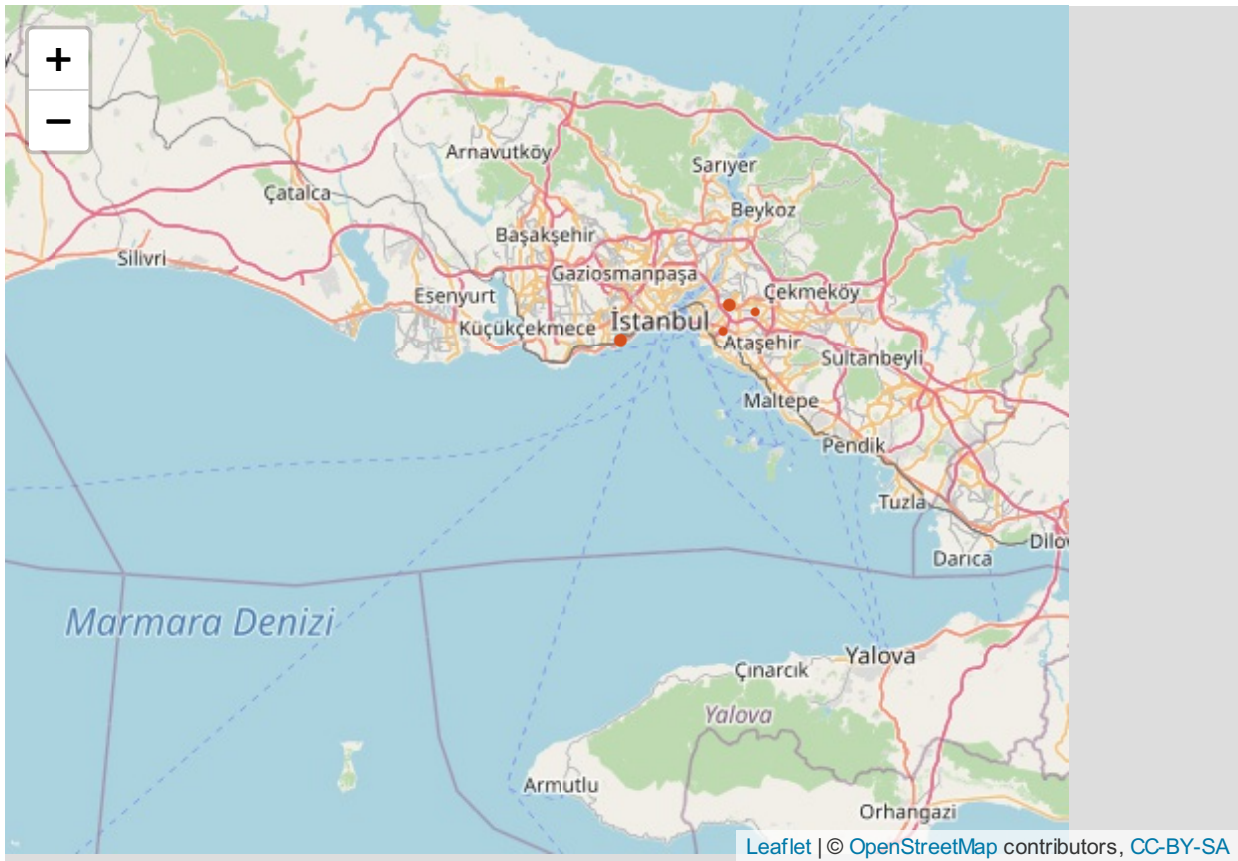 +
−
Arnavutköy
Sarıyer
Çatalca
Beykoz
Başakşehir
Silivri
Gaziosmanpaşa
Esenyurt
Çekmeköy
Küçükçekmece
İstanbul
Ataşehir
Sultanbeyli
Maltepe
Pendik
Tuzla
Darıca
Marmara Denizi
Yalova
Çınarcık
Yalova
Armutlu
Orhangazi
Leaflet | © OpenStreetMap contributors, CC-BY-SA